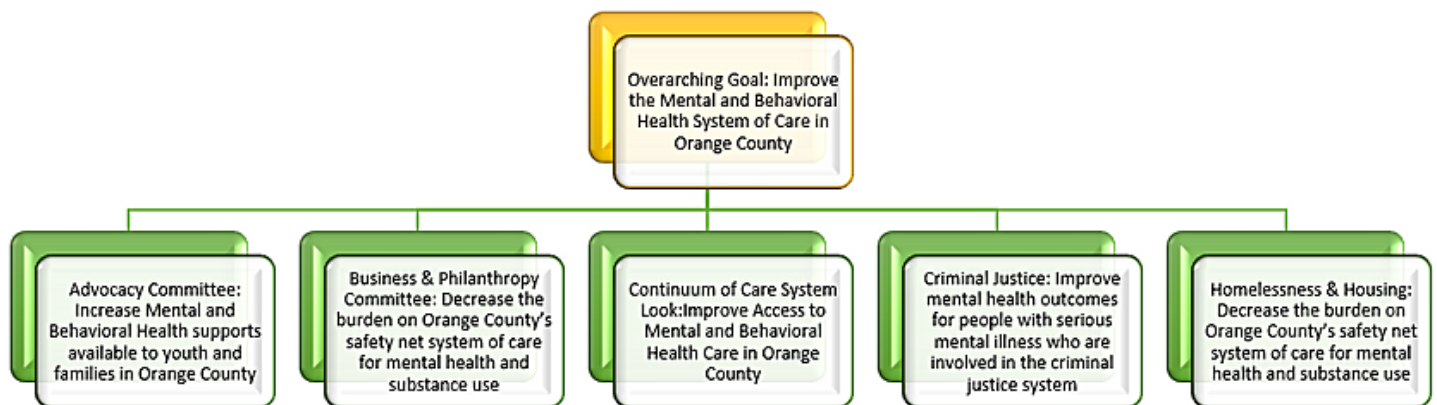 Overarching Goal: Improve
the Mental and Behavioral
Health System of Care in
Orange County
Advocacy Committee:
Increase Mental and
Behavioral Health supports
available to youth and
families in Orange County
Business & Philanthropy
Committee: Decrease the
burden on Orange County's
safety net system of care
for mental health and
substance use
Continuum of Care System
Look:Improve Access to
Mental and Behavioral
Health Care in Orange
County
Criminal Justice: Improve
mental health outcomes
for people with serious
mental illness who are
involved in the criminal
justice system
Homelessness & Housing:
Decrease the burden on
Orange County's safety net
system of care for mental
health and substance use